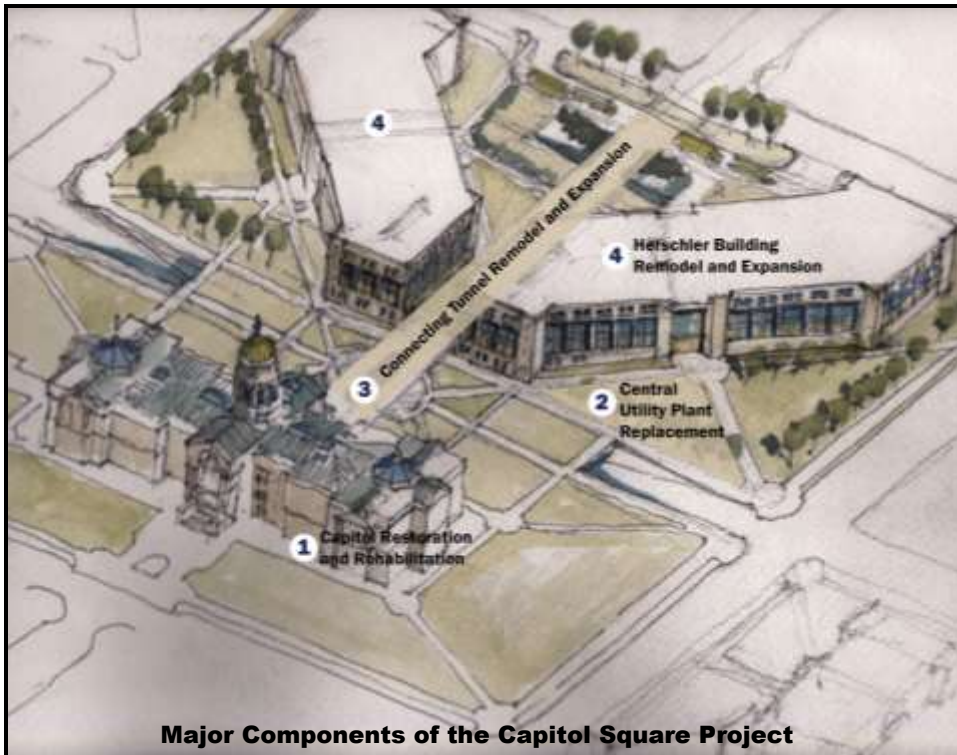 4
Connecting Tunnel Remodel and Expansion
4 Herschler Building
Remodel and Expansion
3
2 Central
Utility Plant
Replacement
1 Capitol Restoration
and Rehabilitation
Major Components of the Capitol Square Project